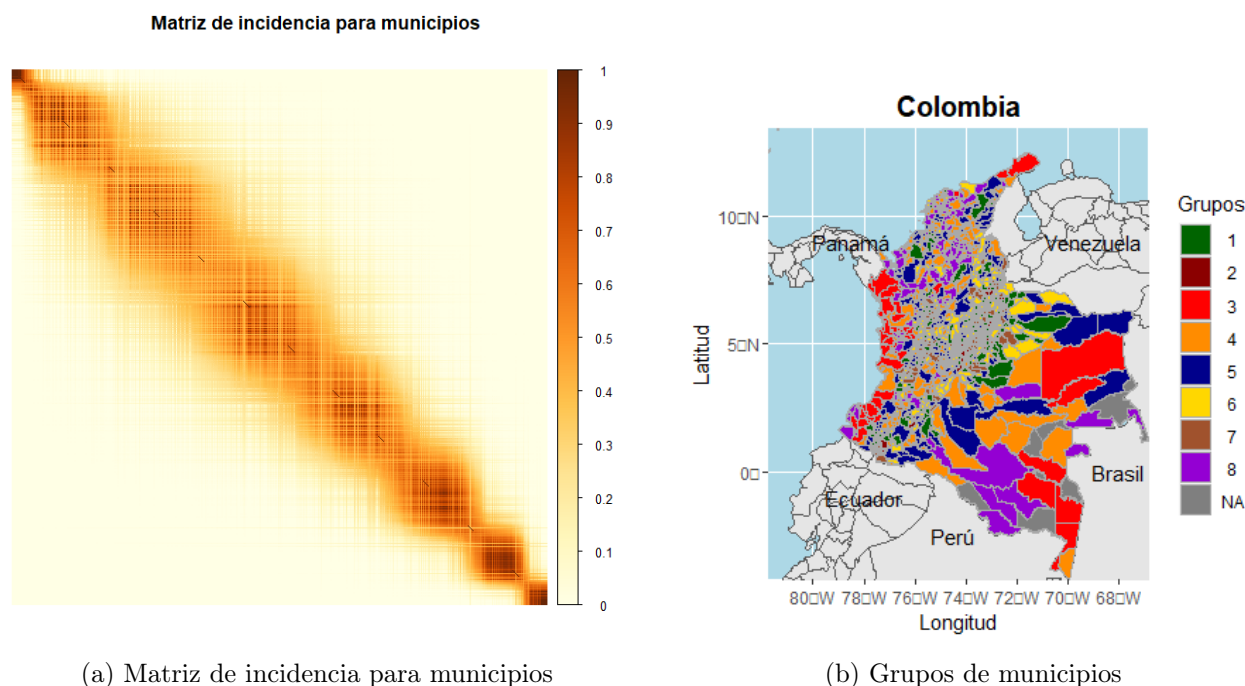 Matriz de incidencia para municipios
1
0.9
0.8
0.7
0.6
0.5
0.4
0.3
0.2
0.1
0
(a) Matriz de incidencia para municipios
Colombia
Latitud
10□N
5□N
0□
Panamá
Venezuela
Ecuador
Perú
Brasil
80□W 78□W 76□W 74□W 72□W 70□W 68□W
Longitud
Grupos
1
2
3
4
5
6
7
8
NA
(b) Grupos de municipios